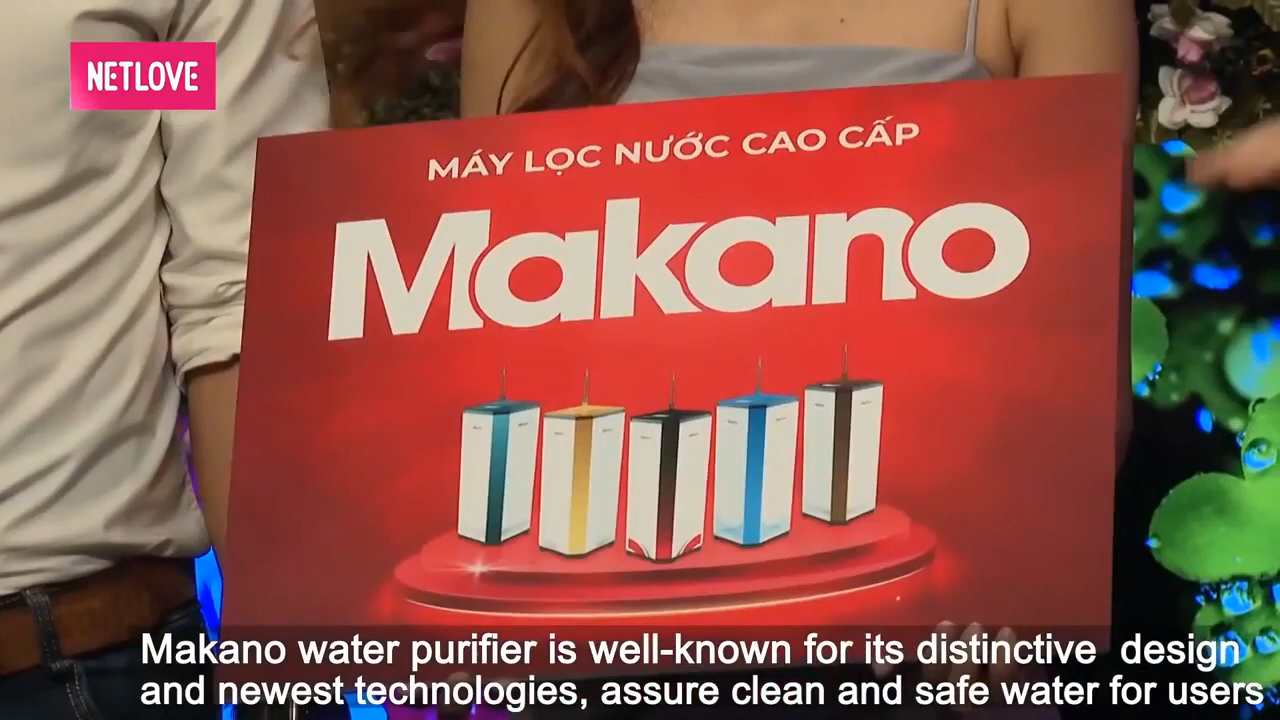 NETLOVE
MÁY LỌC NƯỚC CAO CẤP
Makano
Makano water purifier is well-known for its distinctive  design
and newest technologies, assure clean and safe water for users